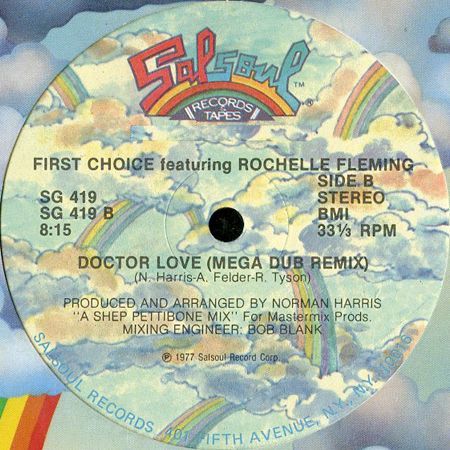 Salsoul ™
RECORDS ®
& TAPES
FIRST CHOICE featuring ROCHELLE FLEMING
SG 419
SG 419 B
8:15
SIDE B
STEREO
BMI
33⅓ RPM
DOCTOR LOVE (MEGA DUB REMIX)
(N. Harris-A. Felder-R. Tyson)
PRODUCED AND ARRANGED BY NORMAN HARRIS
"A SHEP PETTIBONE MIX" For Mastermix Prods.
MIXING ENGINEER: BOB BLANK
℗ 1977 Salsoul Record Corp.
SALSOUL RECORDS, 401 FIFTH AVENUE, N.Y., N.Y. 10016